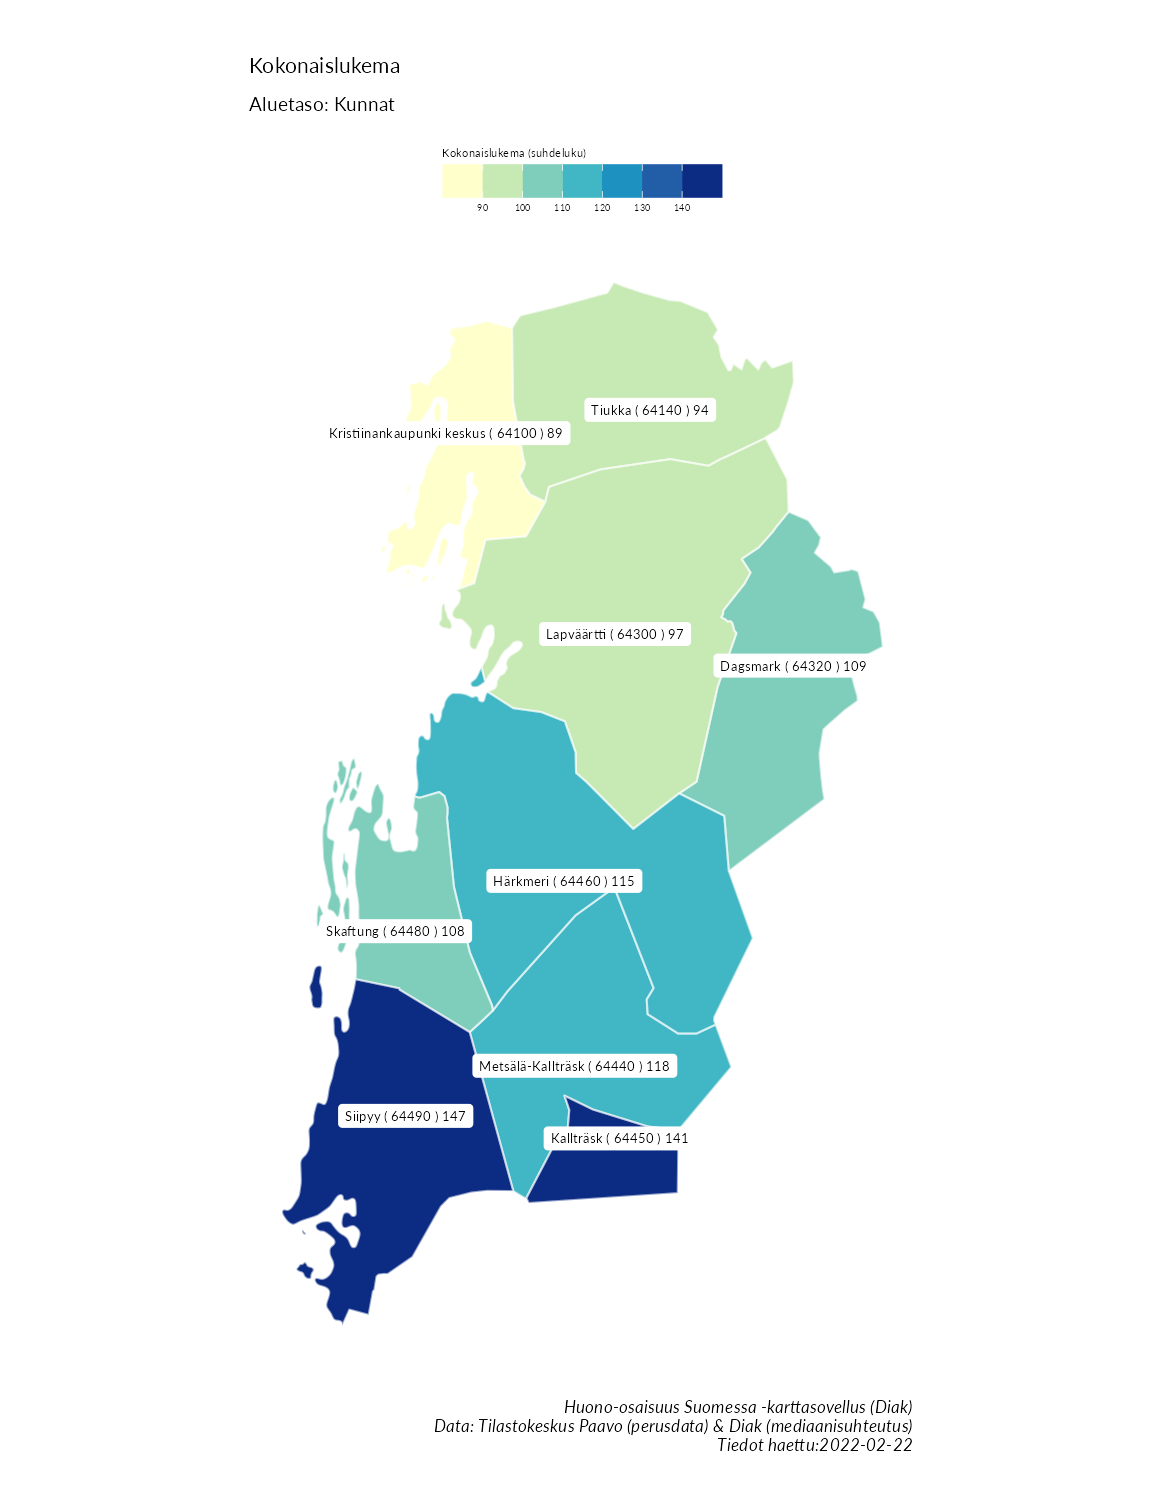 Kokonaislukema
Aluetaso: Kunnat
Kokonaislukema (suhdeluku)
90 100 110 120 130 140
Tiukka ( 64140 ) 94
Kristiinankaupunki keskus ( 64100 ) 89
Lapväärtti ( 64300 ) 97
Dagsmark ( 64320 ) 109
Härkmeri ( 64460 ) 115
Skaftung ( 64480 ) 108
Metsälä-Kallträsk ( 64440 ) 118
Siipyy ( 64490 ) 147
Kallträsk ( 64450 ) 141
Huono-osaisuus Suomessa -karttasovellus (Diak)
Data: Tilastokeskus Paavo (perusdata) & Diak (mediaanisuhteutus)
Tiedot haettu:2022-02-22